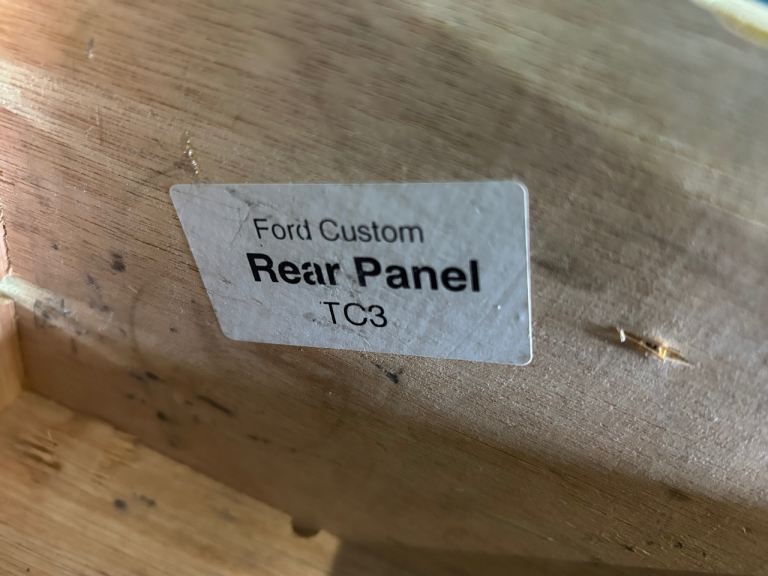 Ford Custom
Rear Panel
TC3